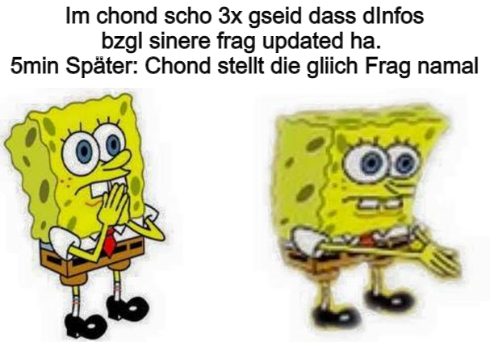 Im chond scho 3x gseid dass dInfos
bzgl sinere frag updated ha.
5min Später: Chond stellt die gliich Frag namal